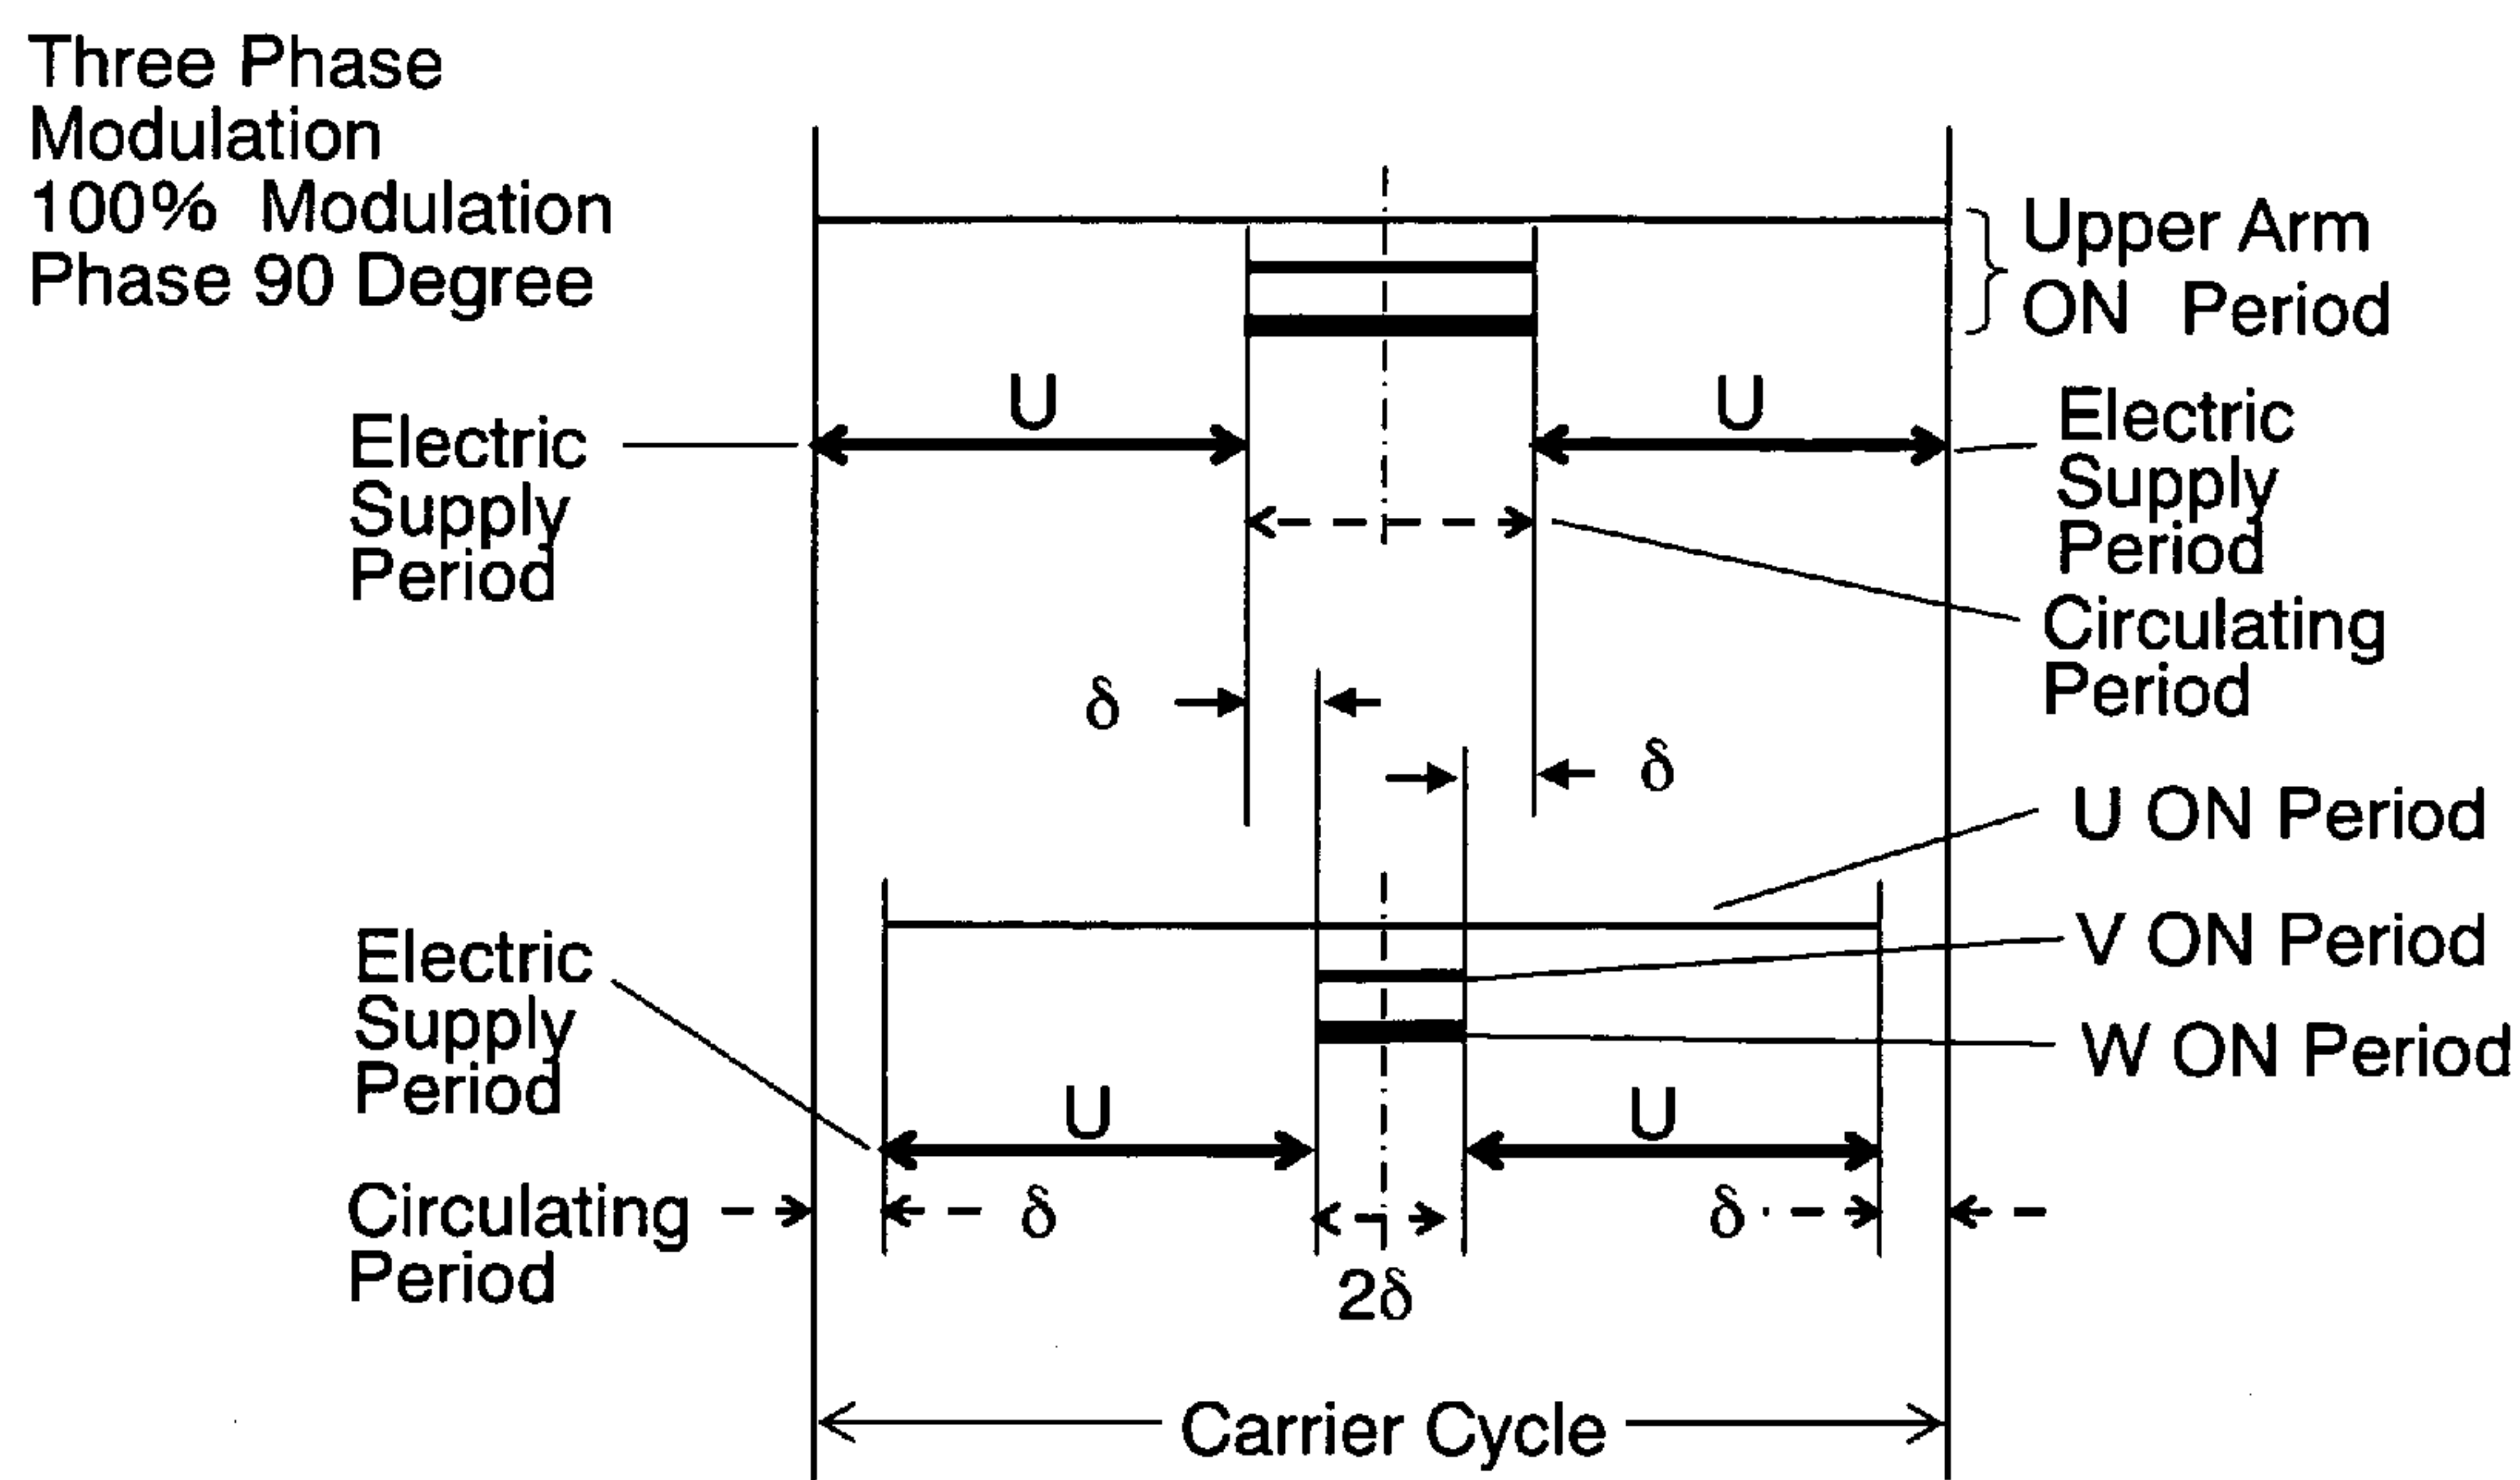 Three Phase
Modulation
100% Modulation
Phase 90 Degree
Upper Arm
ON Period
U
U
Electric
Supply
Period
Electric
Supply
Period
Circulating
Period
δ
δ
U ON Period
V ON Period
W ON Period
Electric
Supply
Period
U
U
Circulating
Period
δ
δ
2δ
Carrier Cycle